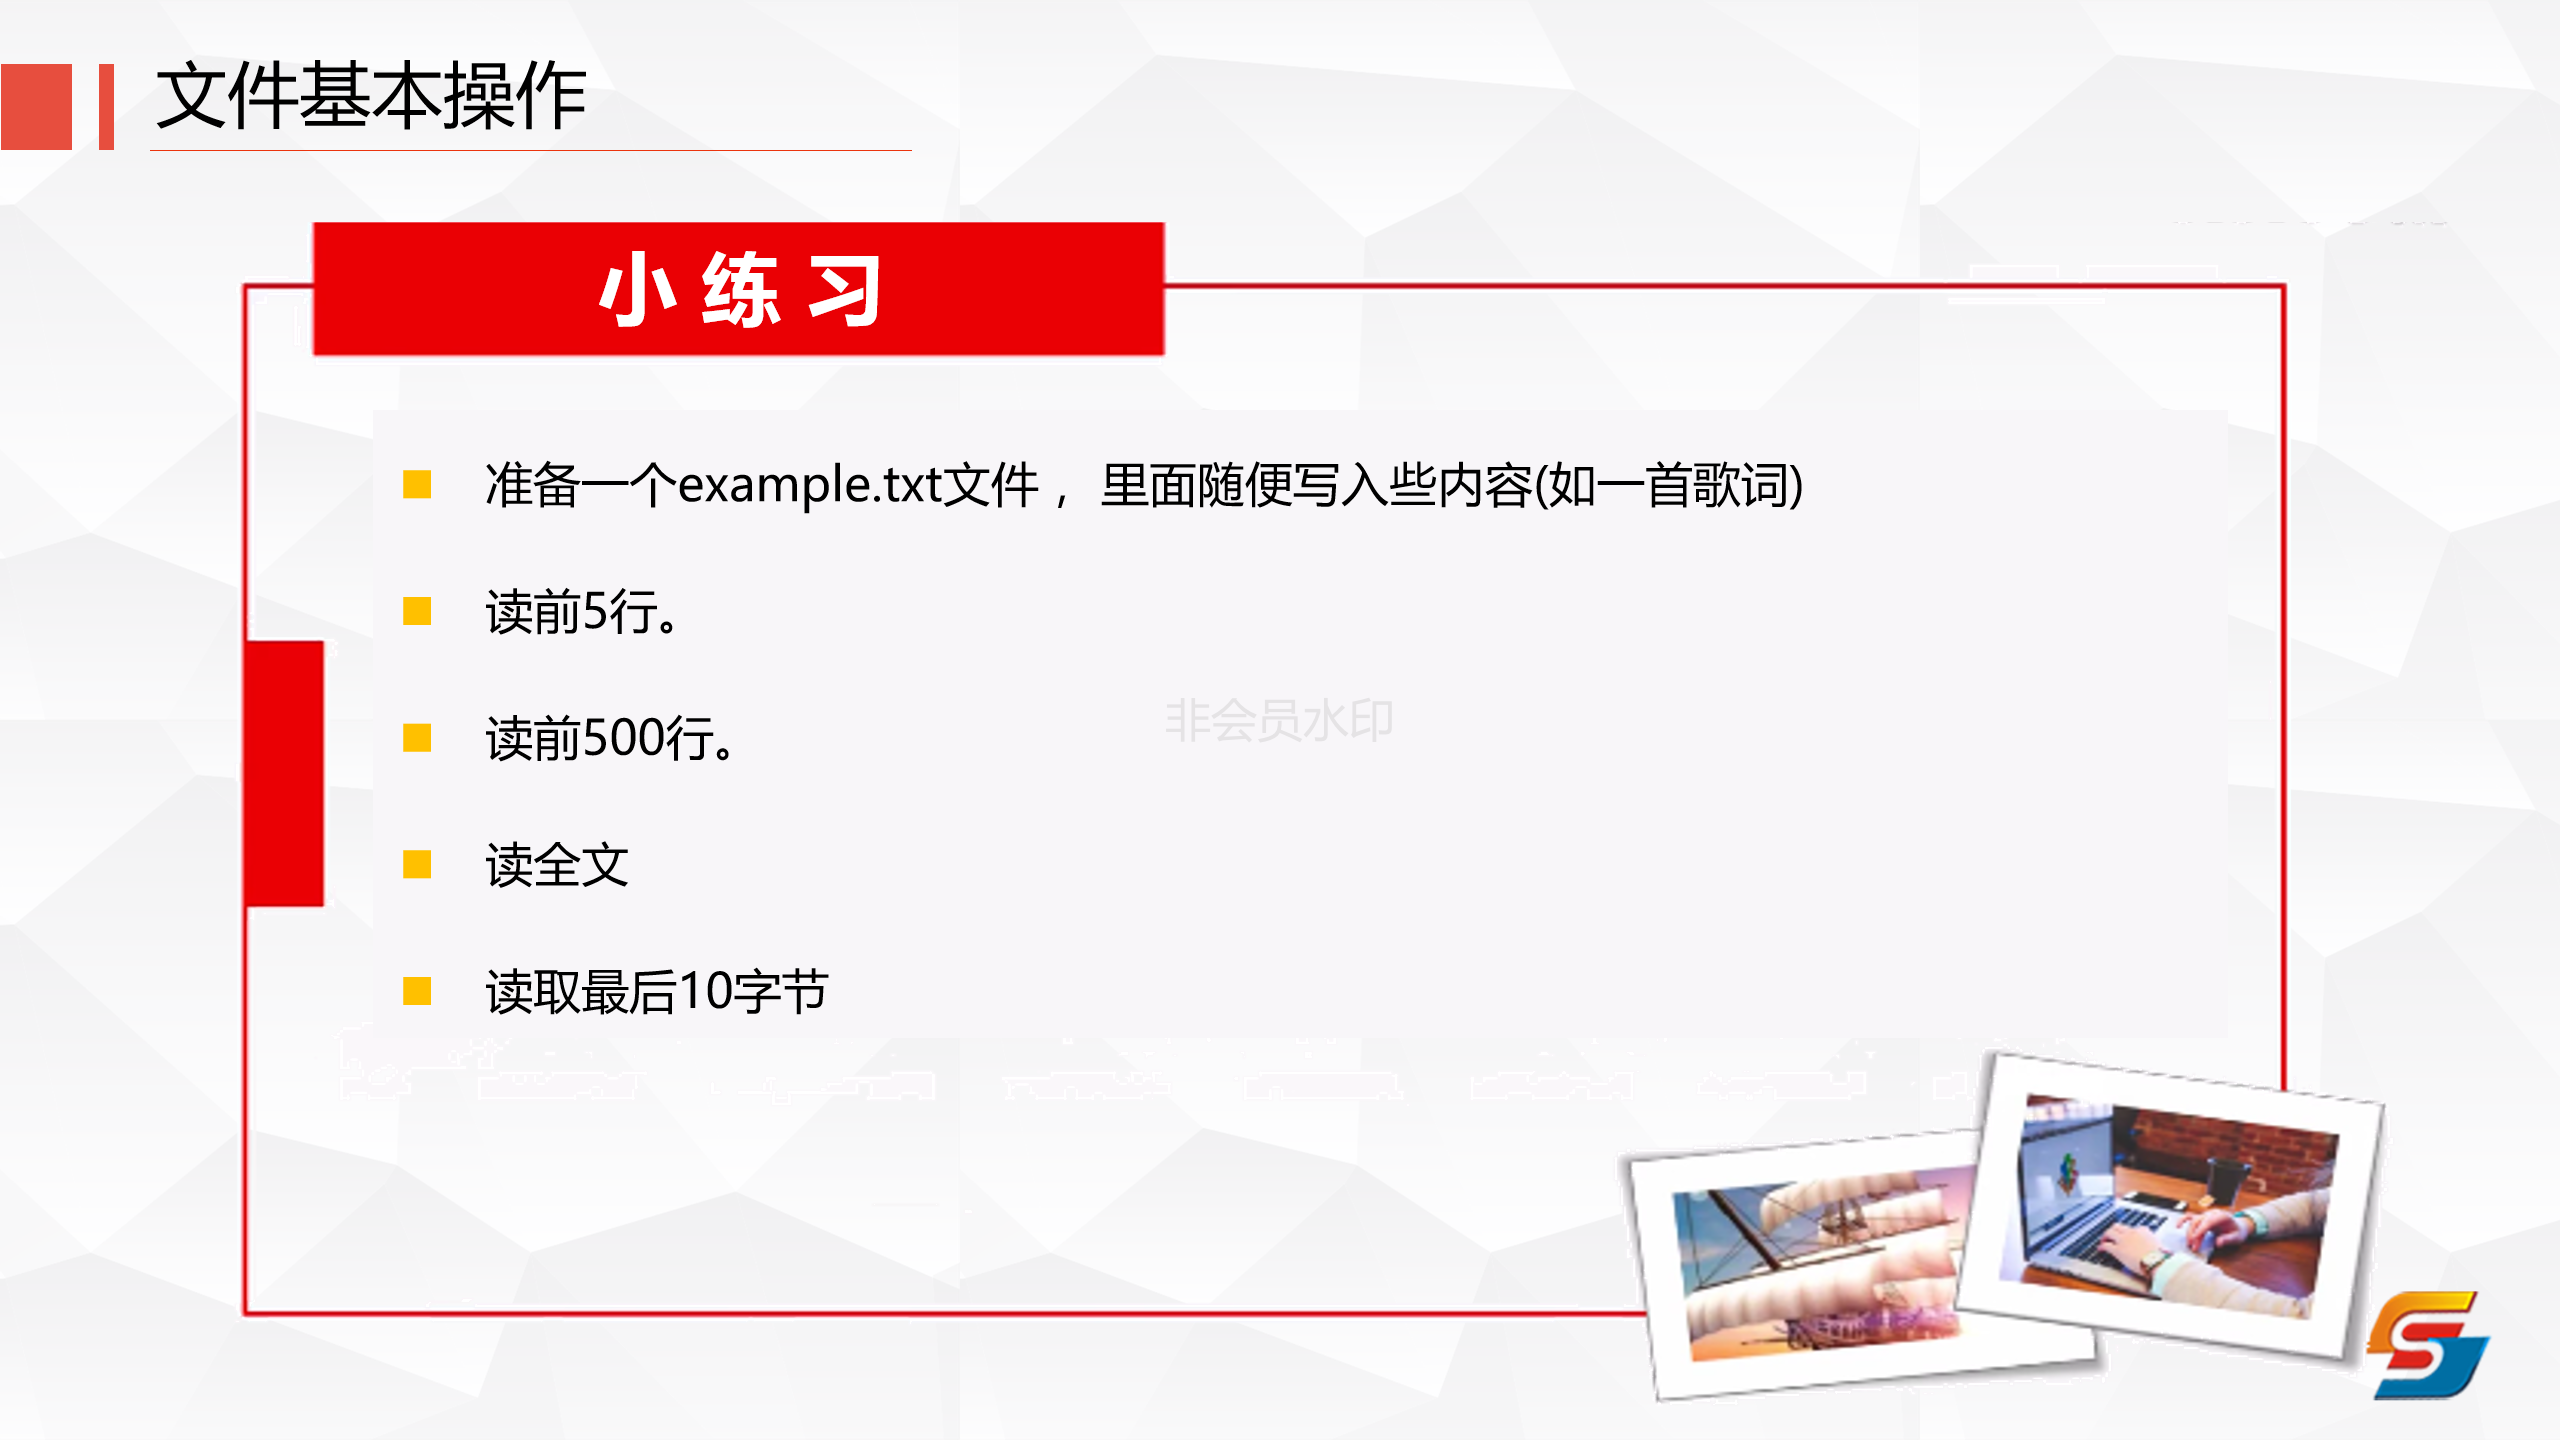 文件基本操作
小练习
准备一个example.txt文件，里面随便写入些内容(如一首歌词)
读前5行。
读前500行。
非会员水印
读全文
读取最后10字节